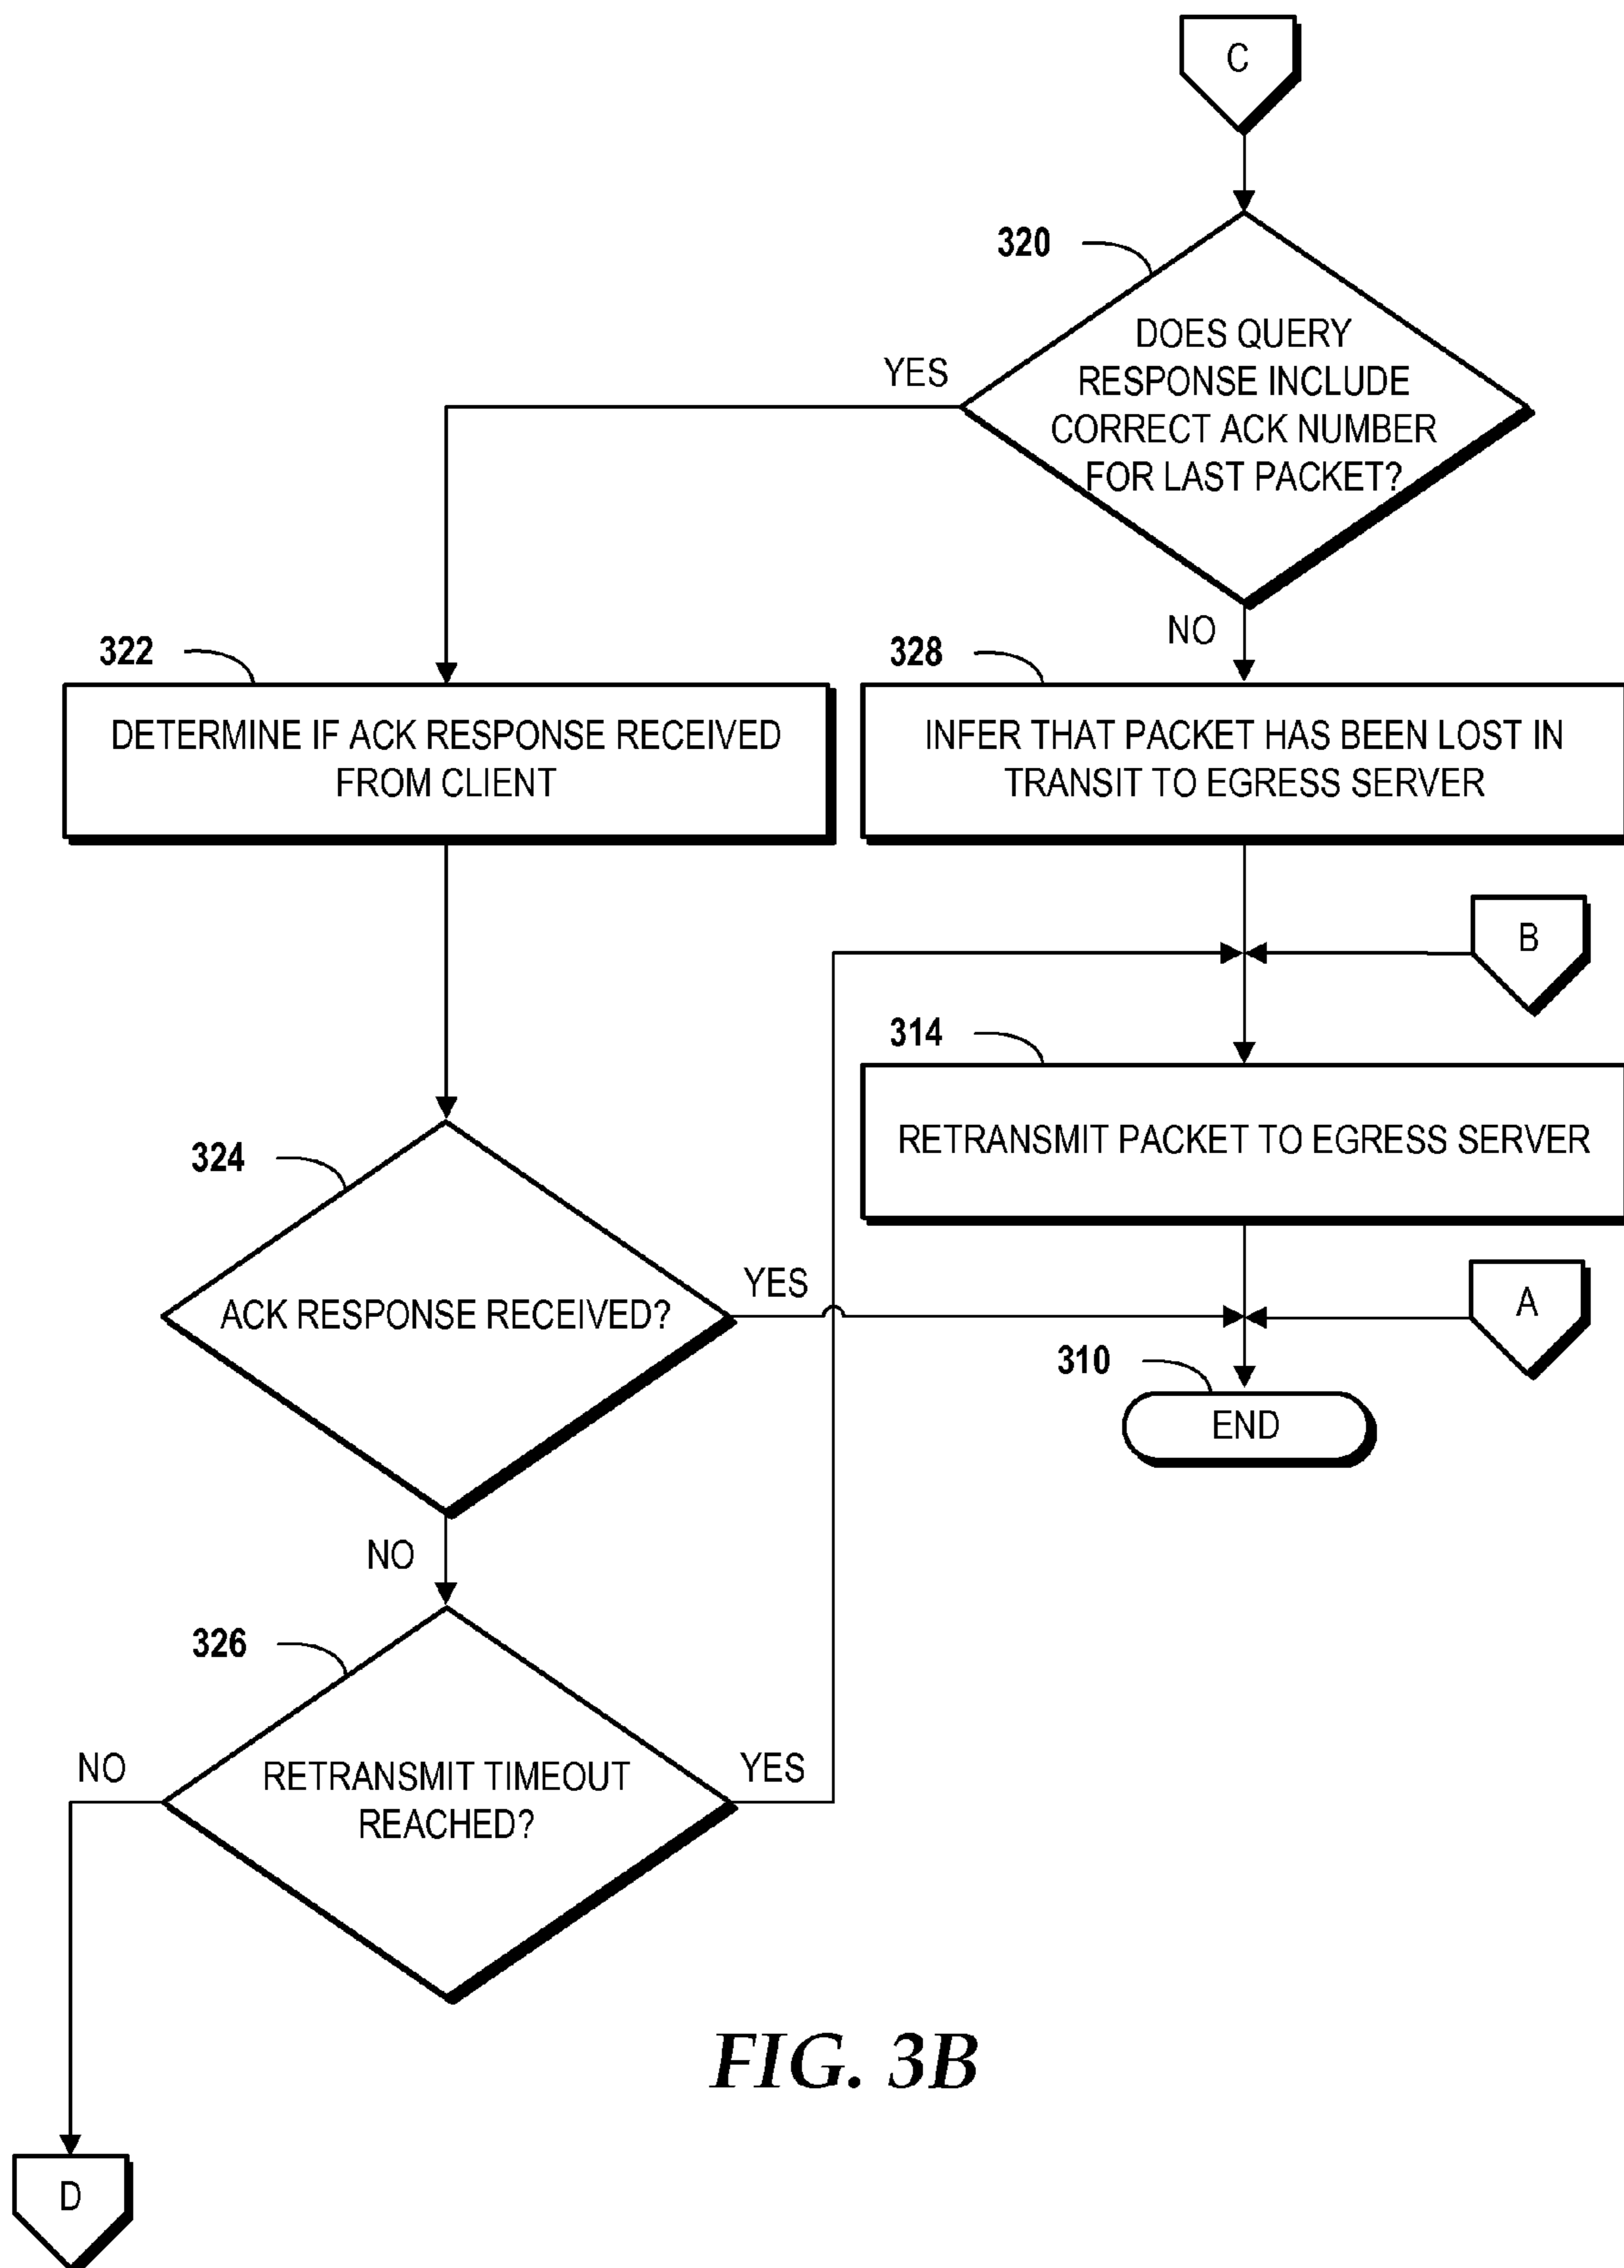 C
320
DOES QUERY
RESPONSE INCLUDE
CORRECT ACK NUMBER
FOR LAST PACKET?
YES
NO
322
DETERMINE IF ACK RESPONSE RECEIVED
FROM CLIENT
328
INFER THAT PACKET HAS BEEN LOST IN
TRANSIT TO EGRESS SERVER
B
314
RETRANSMIT PACKET TO EGRESS SERVER
324
ACK RESPONSE RECEIVED?
YES
A
310
END
NO
326
RETRANSMIT TIMEOUT
REACHED?
NO
YES
FIG. 3B
D